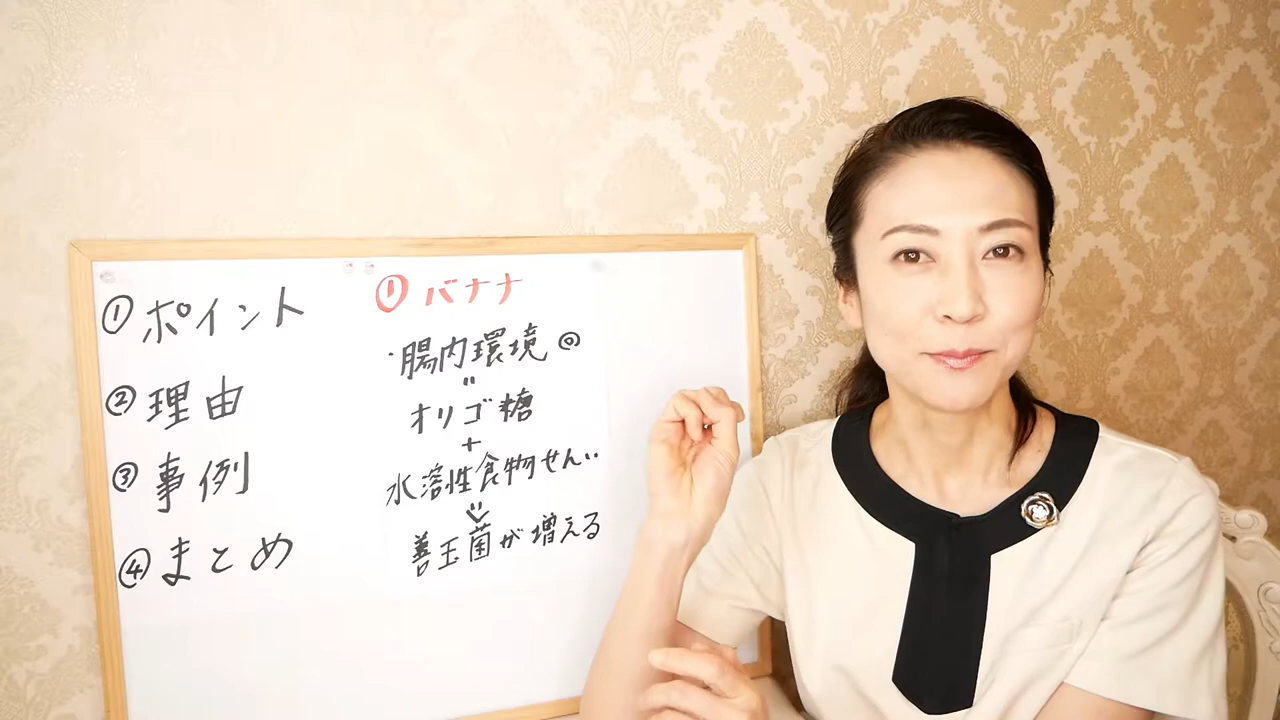 ①ポイント
②理由
③事例
④まとめ
①バナナ
・腸内環境◎
〃
オリゴ糖
+
水溶性食物せんい
⇓
善玉菌が増える